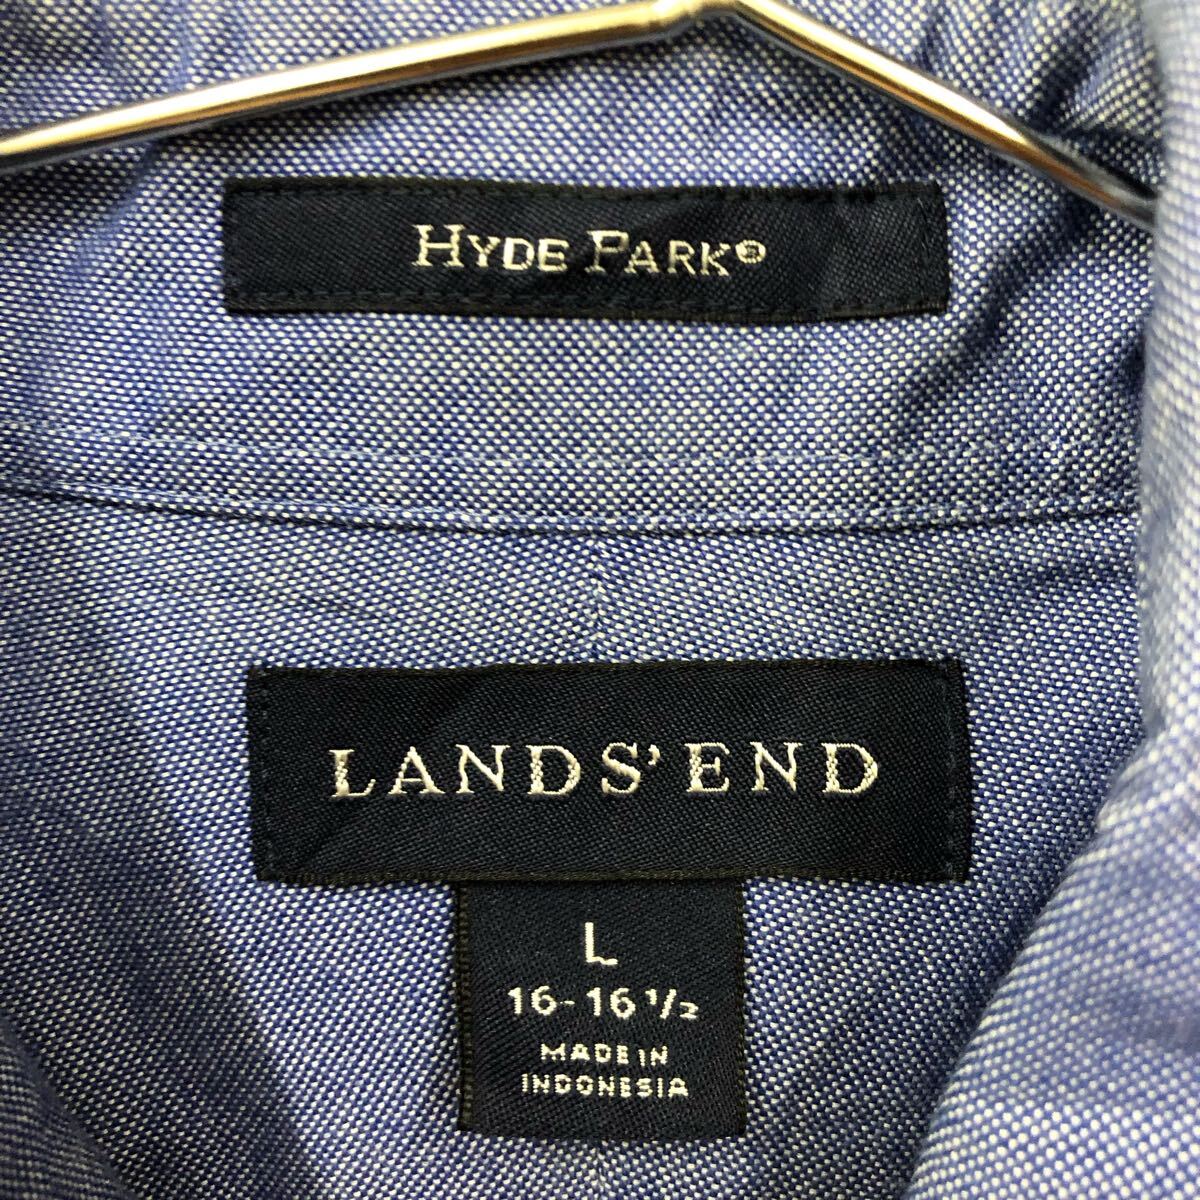 HYDE PARK®
LANDS' END
L
16-16 1/2
MADE IN
INDONESIA